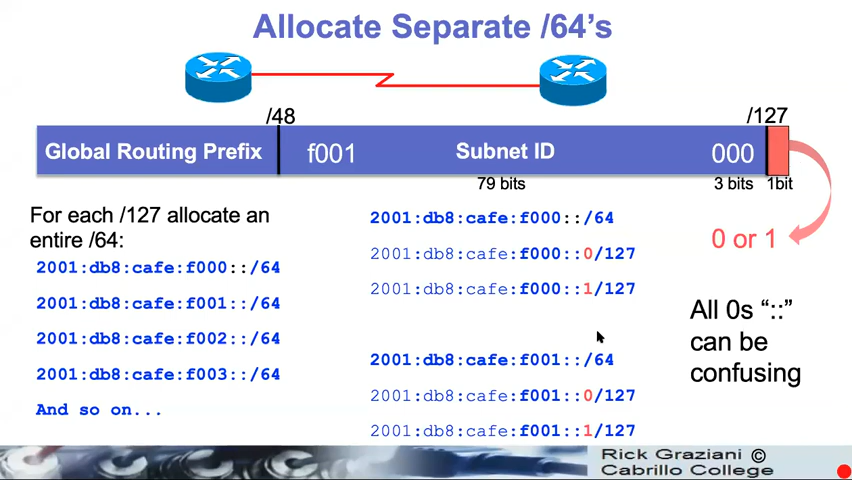 Allocate Separate /64's
/48
/127
Global Routing Prefix
f001
Subnet ID
000
79 bits
3 bits
1bit
For each /127 allocate an
entire /64:
2001:db8:cafe:f000::/64
2001:db8:cafe:f001::/64
2001:db8:cafe:f002::/64
2001:db8:cafe:f003::/64
And so on...
2001:db8:cafe:f000::/64
2001:db8:cafe:f000::0/127
2001:db8:cafe:f000::1/127
2001:db8:cafe:f001::/64
2001:db8:cafe:f001::0/127
2001:db8:cafe:f001::1/127
0 or 1
All 0s “::”
can be
confusing
Rick Graziani ©
Cabrillo College